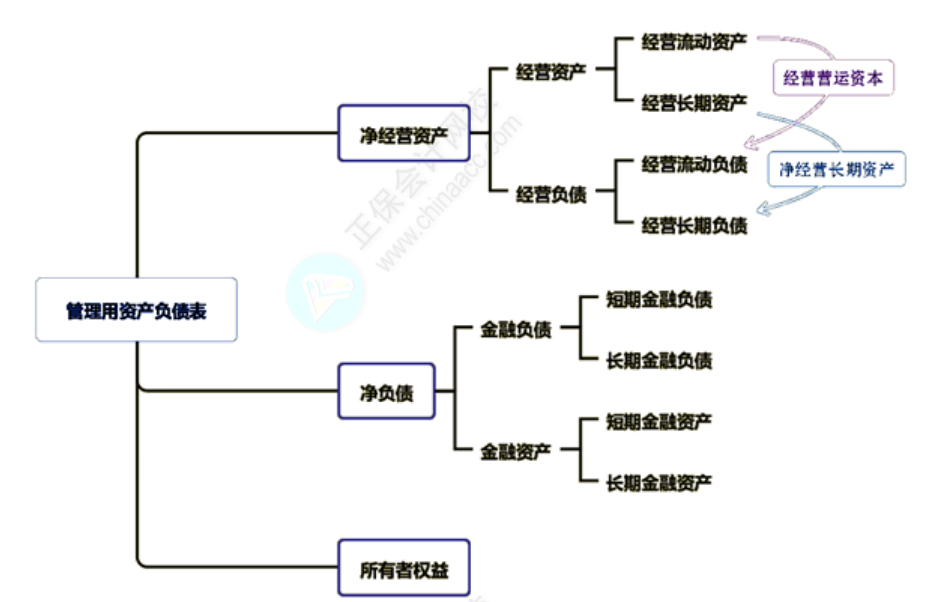 管理用资产负债表
净经营资产
经营资产
经营流动资产
经营长期资产
经营负债
经营流动负债
经营长期负债
经营营运资本
净经营长期资产
净负债
金融负债
短期金融负债
长期金融负债
金融资产
短期金融资产
长期金融资产
所有者权益
正保会计网校
www.chinaacc.com